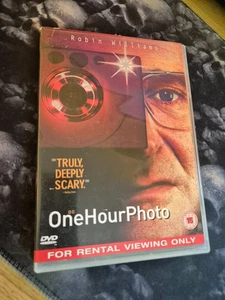 Robin Williams
"TRULY,
DEEPLY
SCARY."
OneHourPhoto
15
DVD
FOR RENTAL VIEWING ONLY